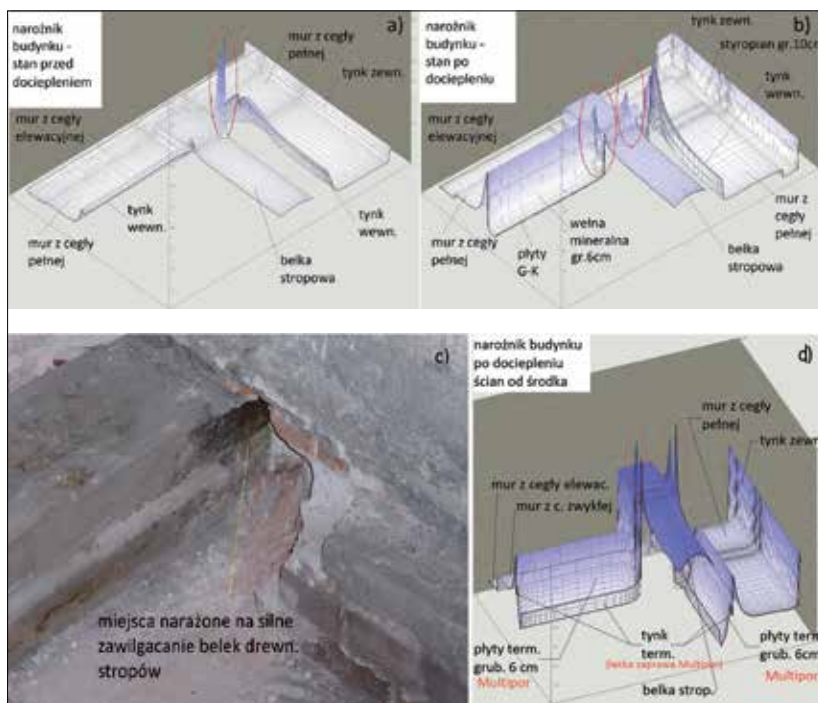 narożnik
budynku -
stan przed
dociepleniem
a)
mur z cegły
pełnej
tynk zewn.
mur z cegły
elewacyjnej
mur z cegły
pełnej
tynk
wewn.
belka
stropowa
tynk
wewn.
narożnik
budynku -
stan po
dociepleniu
b)
tynk zewn.
styropian gr.10cm
tynk
wewn.
mur z cegły
elewacyjnej
mur z cegły
pełnej
płyty
G-K
wełna
mineralna
gr.6cm
belka
stropowa
mur z
cegły
pełnej
c)
miejsca narażone na silne
zawilgacanie belek drewn.
stropów
narożnik budynku
po dociepleniu
ścian od środka
d)
mur z cegły
pełnej
tynk zewn.
mur z cegły elewac.
mur z c. zwykłej
płyty term.
grub. 6 cm
Multipor
tynk
term.
(lekka zaprawa Multipor)
belka strop.
płyty term.
grub. 6cm
Multipor